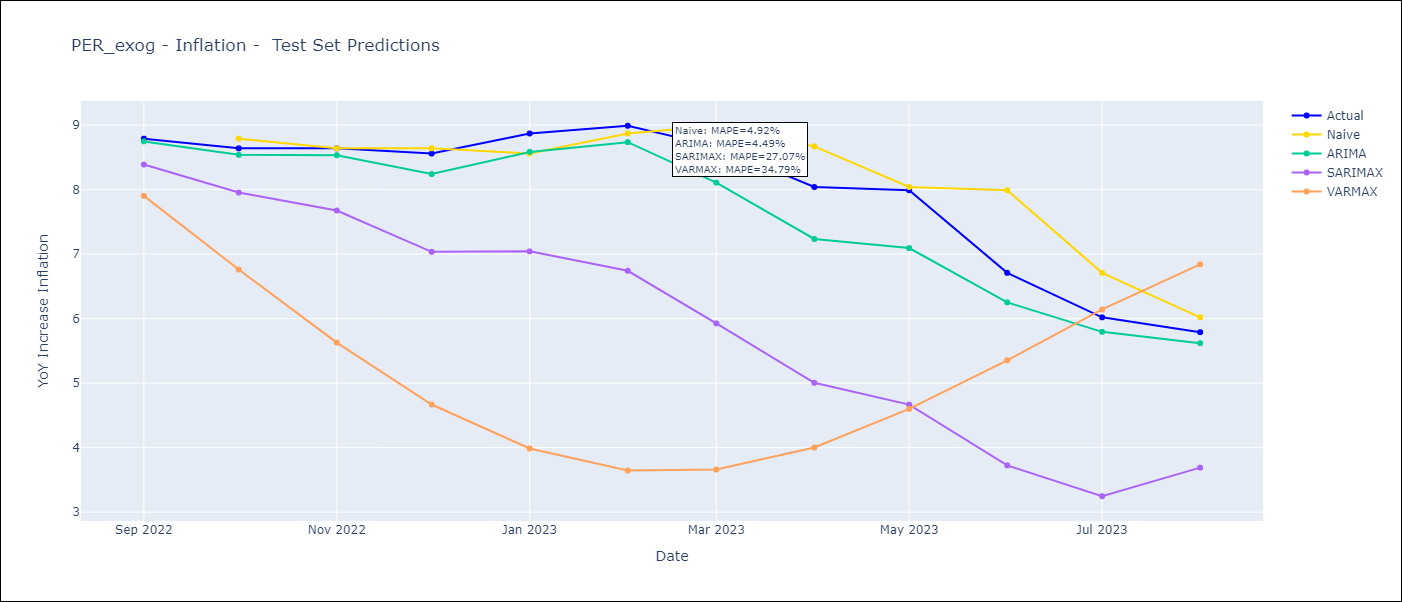 PER_exog - Inflation -  Test Set Predictions
Actual
Naive
ARIMA
SARIMAX
VARMAX
Naive: MAPE=4.92%
ARIMA: MAPE=4.49%
SARIMAX: MAPE=27.07%
VARMAX: MAPE=34.79%
YoY Increase Inflation
9
8
7
6
5
4
3
Sep 2022
Nov 2022
Jan 2023
Mar 2023
May 2023
Jul 2023
Date